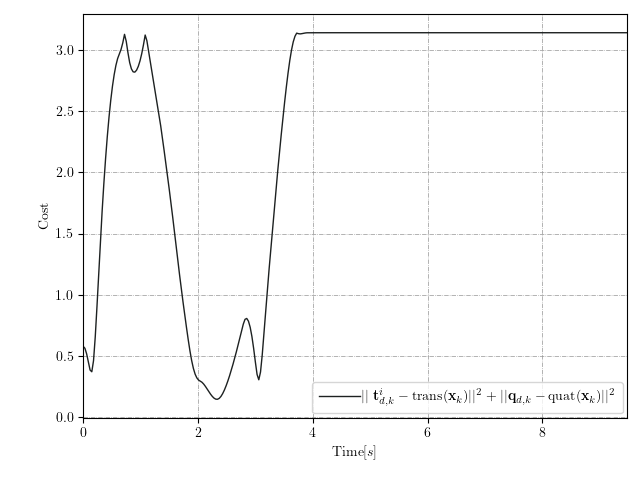 3.0
2.5
2.0
1.5
1.0
0.5
0.0
Cost
|| t^i_{d,k} − trans(x_k)||^2 + ||q_{d,k} − quat(x_k)||^2
0 2 4 6 8
Time[s]